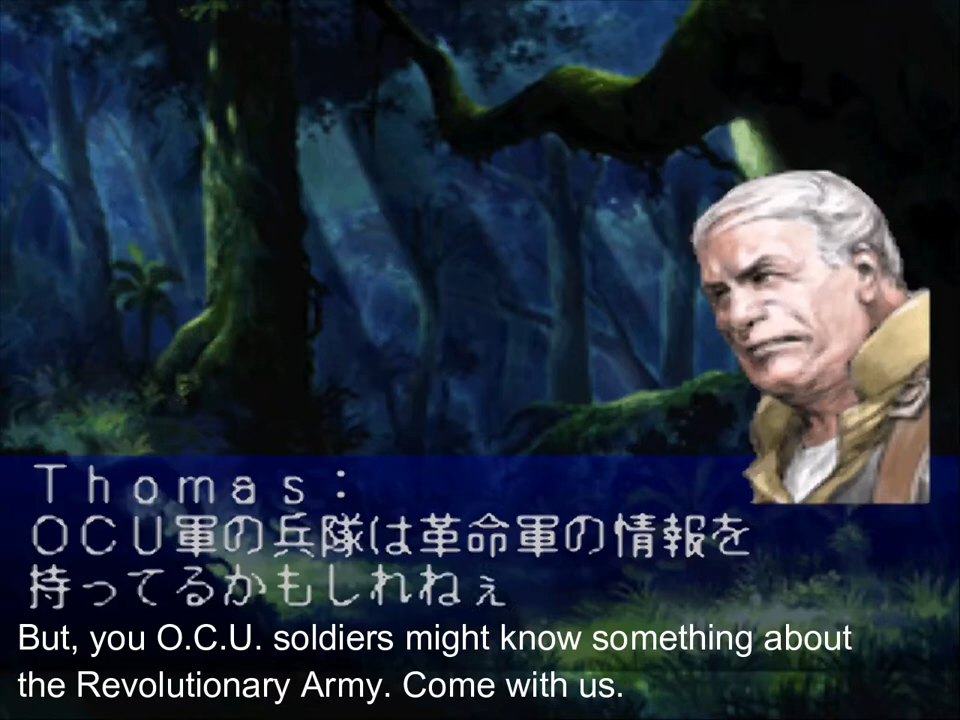 Ｔｈｏｍａｓ：
ＯＣＵ軍の兵隊は革命軍の情報を
持ってるかもしれねぇ
But, you O.C.U. soldiers might know something about
the Revolutionary Army. Come with us.